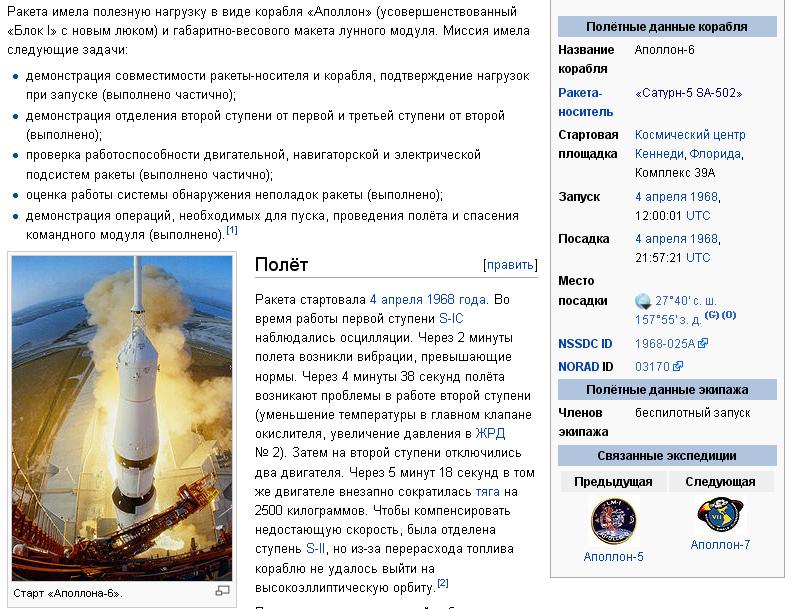 Ракета имела полезную нагрузку в виде корабля «Аполлон» (усовершенствованный
«Блок I» с новым люком) и габаритно-весового макета лунного модуля. Миссия имела
следующие задачи:
демонстрация совместимости ракеты-носителя и корабля, подтверждение нагрузок
при запуске (выполнено частично);
демонстрация отделения второй ступени от первой и третьей ступени от второй
(выполнено);
проверка работоспособности двигательной, навигаторской и электрической
подсистем ракеты (выполнено частично);
оценка работы системы обнаружения неполадок ракеты (выполнено);
демонстрация операций, необходимых для пуска, проведения полёта и спасения
командного модуля (выполнено).[1]
Старт «Аполлона-6».
Полёт [править]
Ракета стартовала 4 апреля 1968 года. Во
время работы первой ступени S-IC
наблюдались осцилляции. Через 2 минуты
полета возникли вибрации, превышающие
нормы. Через 4 минуты 38 секунд полёта
возникают проблемы в работе второй ступени
(уменьшение температуры в главном клапане
окислителя, увеличение давления в ЖРД
№ 2). Затем на второй ступени отключились
два двигателя. Через 5 минут 18 секунд в том
же двигателе внезапно сократилась тяга на
2500 килограммов. Чтобы компенсировать
недостающую скорость, была отделена
ступень S-II, но из-за перерасхода топлива
кораблю не удалось выйти на
высокоэллиптическую орбиту.[2]
Полётные данные корабля
Название корабля Аполлон-6
Ракета-носитель «Сатурн-5 SA-502»
Стартовая площадка Космический центр
Кеннеди, Флорида,
Комплекс 39A
Запуск 4 апреля 1968,
12:00:01 UTC
Посадка 4 апреля 1968,
21:57:21 UTC
Место посадки 27°40′ с. ш.
157°55′ з. д. (G) (O)
NSSDC ID 1968-025A
NORAD ID 03170
Полётные данные экипажа
Членов экипажа беспилотный запуск
Связанные экспедиции
Предыдущая Следующая
Аполлон-5 Аполлон-7